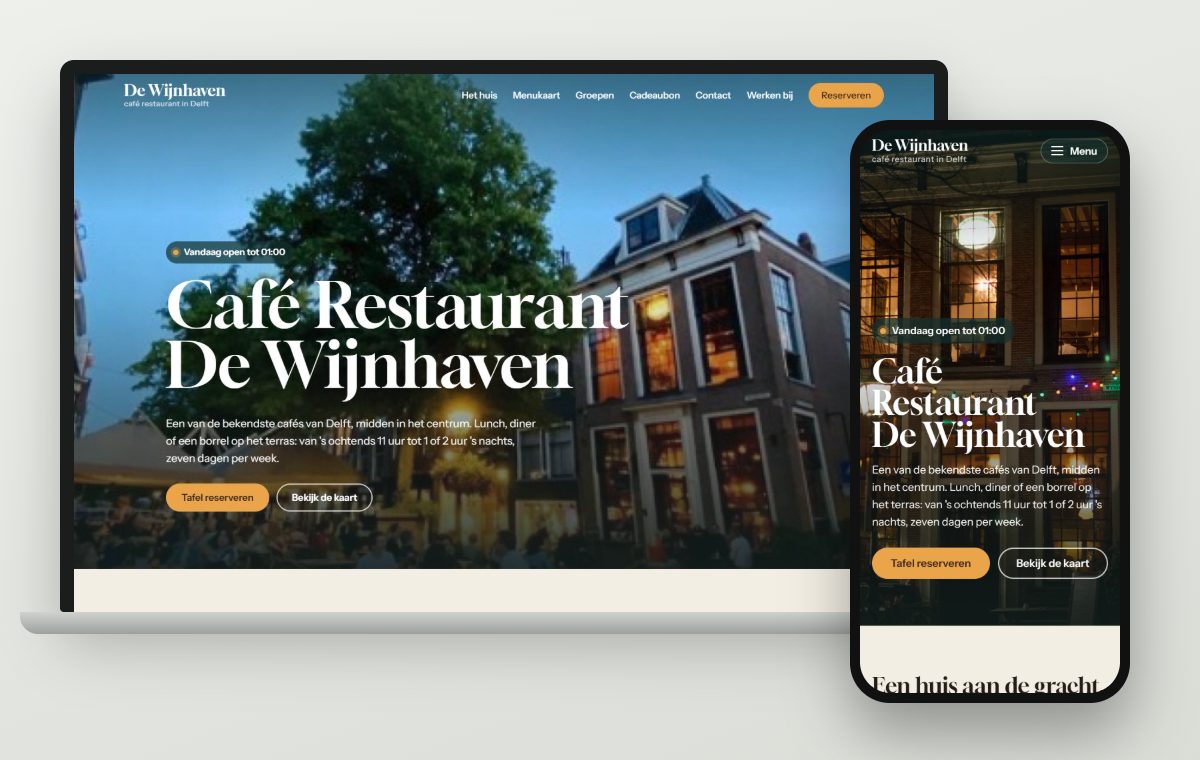 De Wijnhaven
café restaurant in Delft
Het huis Menukaart Groepen Cadeaubon Contact Werken bij Reserveren
Vandaag open tot 01:00
Café Restaurant
De Wijnhaven
Een van de bekendste cafés van Delft, midden in het centrum. Lunch, diner
of een borrel op het terras: van 's ochtends 11 uur tot 1 of 2 uur 's nachts,
zeven dagen per week.
Tafel reserveren Bekijk de kaart
De Wijnhaven
café restaurant in Delft
Menu
Vandaag open tot 01:00
Café
Restaurant
De Wijnhaven
Een van de bekendste cafés van Delft, midden
in het centrum. Lunch, diner of een borrel op
het terras: van 's ochtends 11 uur tot 1 of 2 uur 's
nachts, zeven dagen per week.
Tafel reserveren Bekijk de kaart
Een huis aan de gracht